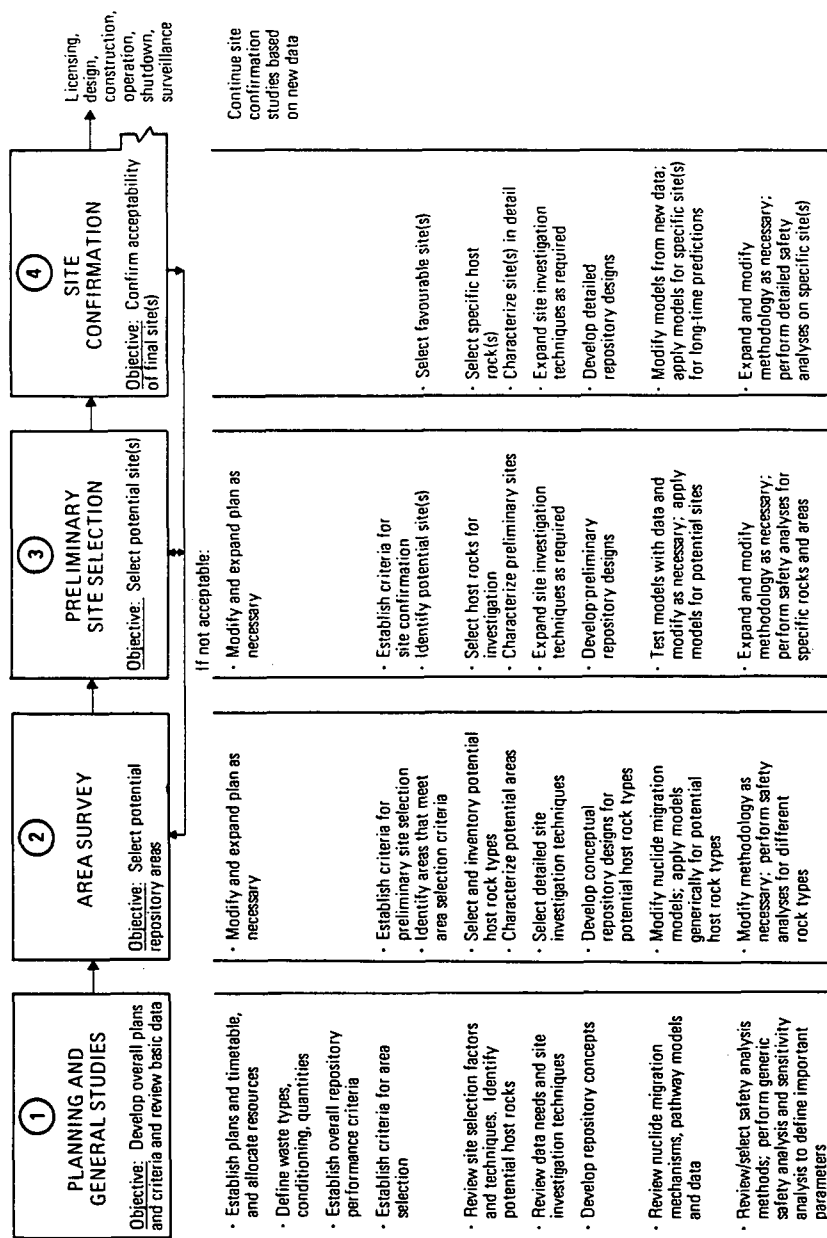 1
PLANNING AND
GENERAL STUDIES
Objective: Develop overall plans
and criteria and review basic data
· Establish plans and timetable,
and allocate resources
· Define waste types,
conditioning, quantities
· Establish overall repository
performance criteria
· Establish criteria for area
selection
· Review site selection factors
and techniques. Identify
potential host rocks
· Review data needs and site
investigation techniques
· Develop repository concepts
· Review nuclide migration
mechanisms, pathway models
and data
· Review/select safety analysis
methods; perform generic
safety analysis and sensitivity
analysis to define important
parameters
2
AREA SURVEY
Objective: Select potential
repository areas
· Modify and expand plan as
necessary
· Establish criteria for
preliminary site selection
· Identify areas that meet
area selection criteria
· Select and inventory potential
host rock types
· Characterize potential areas
· Select detailed site
investigation techniques
· Develop conceptual
repository designs for
potential host rock types
· Modify nuclide migration
models; apply models
generically for potential
host rock types
· Modify methodology as
necessary; perform safety
analyses for different
rock types
3
PRELIMINARY
SITE SELECTION
Objective: Select potential site(s)
If not acceptable:
· Modify and expand plan as
necessary
· Establish criteria for
site confirmation
· Identify potential site(s)
· Select host rocks for
investigation
· Characterize preliminary sites
· Expand site investigation
techniques as required
· Develop preliminary
repository designs
· Test models with data and
modify as necessary; apply
models for potential sites
· Expand and modify
methodology as necessary;
perform safety analyses for
specific rocks and areas
4
SITE
CONFIRMATION
Objective: Confirm acceptability
of final site(s)
· Select favourable site(s)
· Select specific host
rock(s)
· Characterize site(s) in detail
· Expand site investigation
techniques as required
· Develop detailed
repository designs
· Modify models from new data;
apply models for specific site(s)
for long-time predictions
· Expand and modify
methodology as necessary;
perform detailed safety
analyses on specific site(s)
Licensing,
design,
construction,
operation,
shutdown,
surveillance
Continue site
confirmation
studies based
on new data